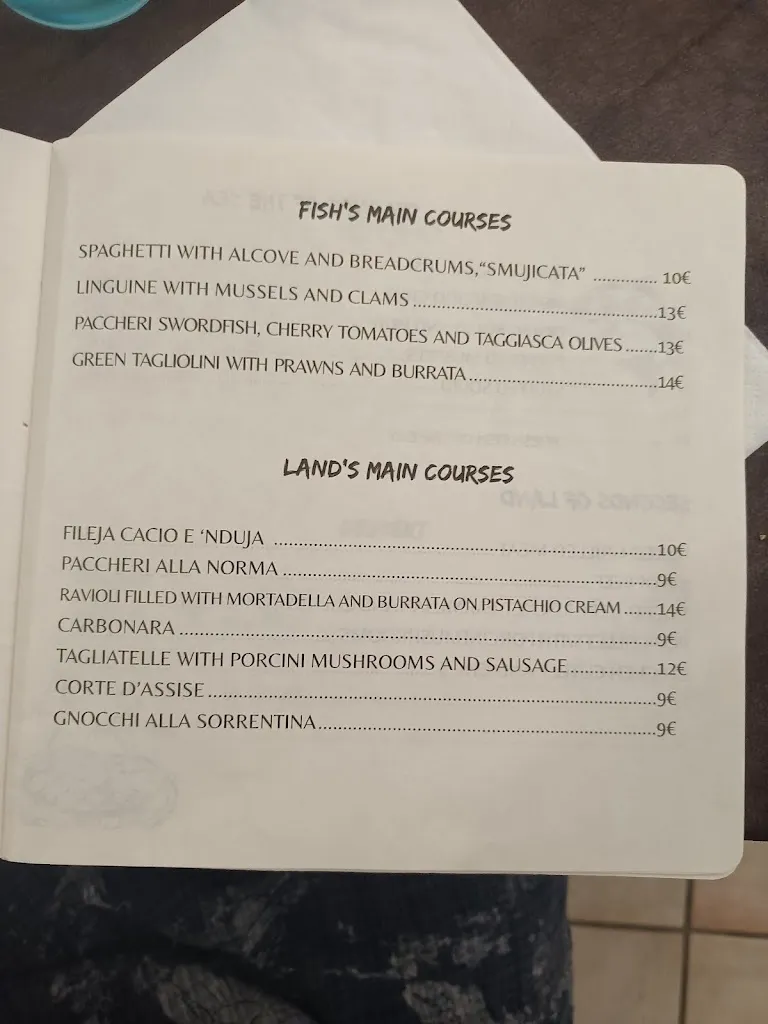 FISH'S MAIN COURSES
SPAGHETTI WITH ALCOVE AND BREADCRUMS,“SMUJICATA” ............. 10€
LINGUINE WITH MUSSELS AND CLAMS ..................................................13€
PACCHERI SWORDFISH, CHERRY TOMATOES AND TAGGIASCA OLIVES ......13€
GREEN TAGLIOLINI WITH PRAWNS AND BURRATA.......................................14€
LAND'S MAIN COURSES
FILEJA CACIO E ‘NDUJA ..............................................................................10€
PACCHERI ALLA NORMA ............................................................................9€
RAVIOLI FILLED WITH MORTADELLA AND BURRATA ON PISTACHIO CREAM ......14€
CARBONARA .................................................................................................9€
TAGLIATELLE WITH PORCINI MUSHROOMS AND SAUSAGE..................12€
CORTE D’ASSISE ..........................................................................................9€
GNOCCHI ALLA SORRENTINA.....................................................................9€